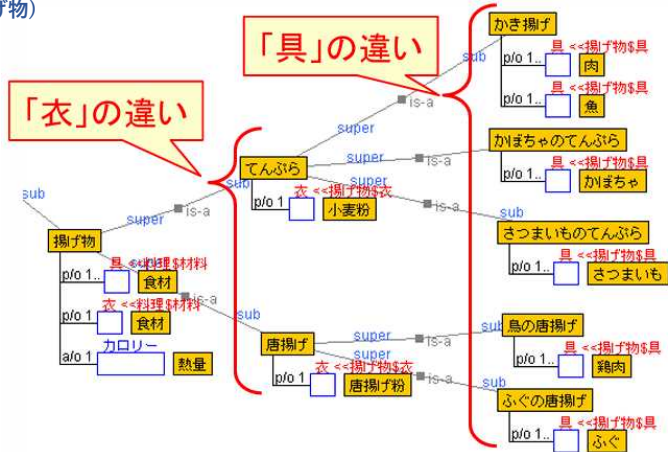 げ物)
「衣」の違い
「具」の違い
sub
揚げ物
p/o 1..
具 <<料理$材料
食材
p/o 1
衣 <<料理$材料
食材
a/o 1
カロリー
熱量
super
is-a
sub
super
is-a
sub
てんぷら
p/o 1
衣 <<揚げ物$衣
小麦粉
super
is-a
sub
super
is-a
super
is-a
sub
唐揚げ
p/o 1
衣 <<揚げ物$衣
唐揚げ粉
super
is-a
sub
super
is-a
sub
かき揚げ
p/o 1..
具 <<揚げ物$具
肉
p/o 1..
具 <<揚げ物$具
魚
かぼちゃのてんぷら
p/o 1..
具 <<揚げ物$具
かぼちゃ
さつまいものてんぷら
p/o 1..
具 <<揚げ物$具
さつまいも
鳥の唐揚げ
p/o 1..
具 <<揚げ物$具
鶏肉
ふぐの唐揚げ
p/o 1..
具 <<揚げ物$具
ふぐ